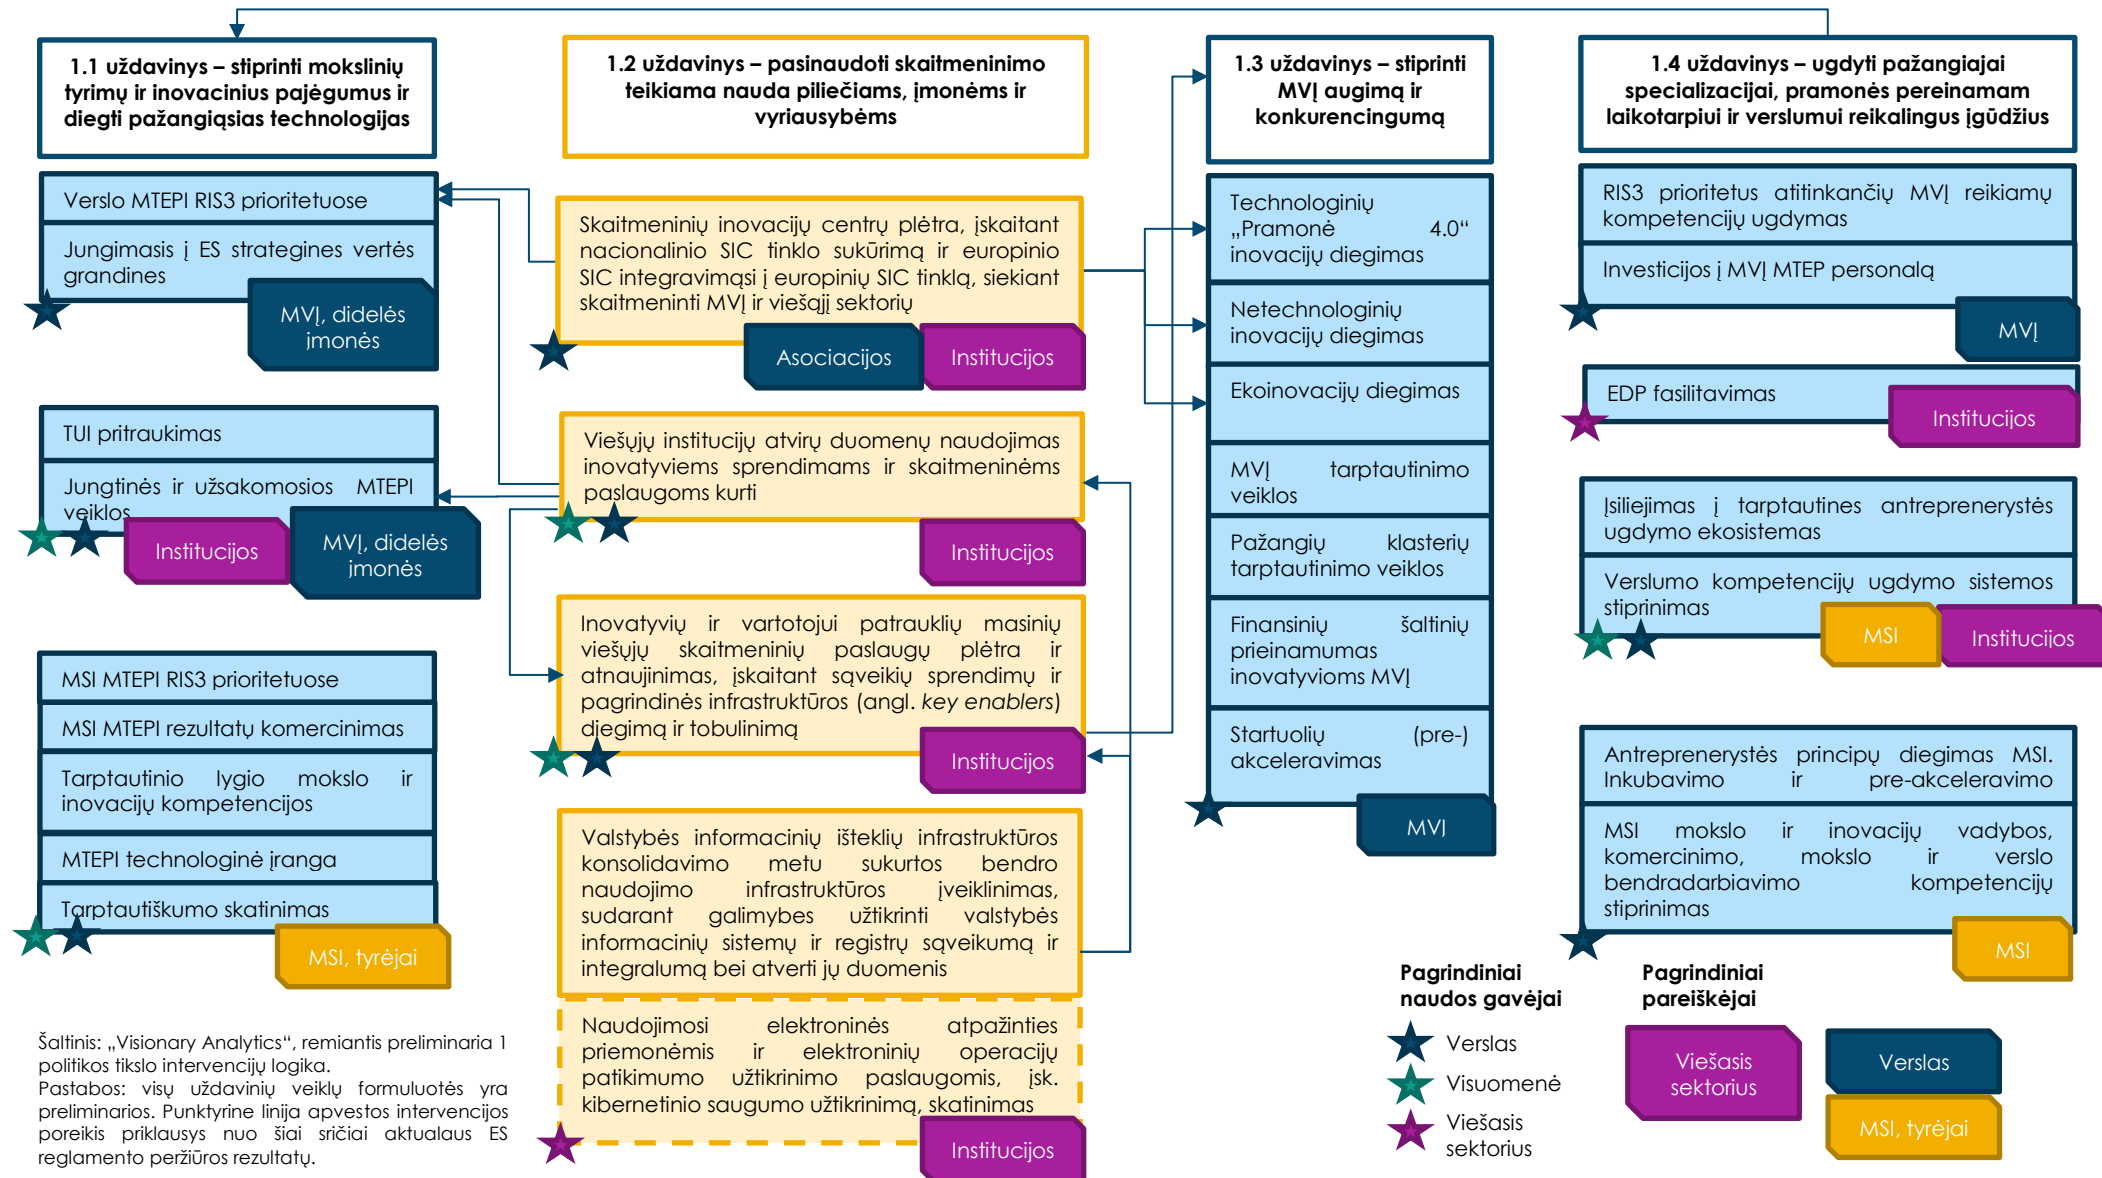 1.1 uždavinys – stiprinti mokslinių
tyrimų ir inovacinius pajėgumus ir
diegti pažangiąsias technologijas
Verslo MTEPI RIS3 prioritetuose
Jungimasis į ES strategines vertės
grandines
MVĮ, didelės
įmonės
TUI pritraukimas
Jungtinės ir užsakomosios MTEPI
veiklos
Institucijos
MVĮ, didelės
įmonės
MSI MTEPI RIS3 prioritetuose
MSI MTEPI rezultatų komercinimas
Tarptautinio lygio mokslo ir
inovacijų kompetencijos
MTEPI technologinė įranga
Tarptautiškumo skatinimas
MSI, tyrėjai
Šaltinis: „Visionary Analytics“, remiantis preliminaria 1
politikos tikslo intervencijų logika.
Pastabos: visų uždavinių veiklų formuluotės yra
preliminarios. Punktyrine linija apvestos intervencijos
poreikis priklausys nuo šiai sričiai aktualaus ES
reglamento peržiūros rezultatų.
1.2 uždavinys – pasinaudoti skaitmeninimo
teikiama nauda piliečiams, įmonėms ir
vyriausybėms
Skaitmeninių inovacijų centrų plėtra, įskaitant
nacionalinio SIC tinklo sukūrimą ir europinio
SIC integravimąsi į europinių SIC tinklą, siekiant
skaitmeninti MVĮ ir viešąjį sektorių
Asociacijos
Institucijos
Viešųjų institucijų atvirų duomenų naudojimas
inovatyviems sprendimams ir skaitmeninėms
paslaugoms kurti
Institucijos
Inovatyvių ir vartotojui patrauklių masinių
viešųjų skaitmeninių paslaugų plėtra ir
atnaujinimas, įskaitant sąveikių sprendimų ir
pagrindinės infrastruktūros (angl. key enablers)
diegimą ir tobulinimą
Institucijos
Valstybės informacinių išteklių infrastruktūros
konsolidavimo metu sukurtos bendro
naudojimo infrastruktūros įveiklinimas,
sudarant galimybes užtikrinti valstybės
informacinių sistemų ir registrų sąveikumą ir
integralumą bei atverti jų duomenis
Naudojimosi elektroninės atpažinties
priemonėmis ir elektroninių operacijų
patikimumo užtikrinimo paslaugomis, įsk.
kibernetinio saugumo užtikrinimą, skatinimas
Institucijos
1.3 uždavinys – stiprinti
MVĮ augimą ir
konkurencingumą
Technologinių
„Pramonė 4.0“
inovacijų diegimas
Netechnologinių
inovacijų diegimas
Ekoinovacijų diegimas
MVĮ tarptautinimo
veiklos
Pažangių klasterių
tarptautinimo veiklos
Finansinių šaltinių
prieinamumas
inovatyvioms MVĮ
Startuolių (pre-)
akceleravimas
MVĮ
1.4 uždavinys – ugdyti pažangiajai
specializacijai, pramonės pereinamam
laikotarpiui ir verslumui reikalingus įgūdžius
RIS3 prioritetus atitinkančių MVĮ reikiamų
kompetencijų ugdymas
Investicijos į MVĮ MTEP personalą
MVĮ
EDP fasilitavimas
Institucijos
Įsiliejimas į tarptautines antreprenerystės
ugdymo ekosistemas
Verslumo kompetencijų ugdymo sistemos
stiprinimas
MSI
Institucijos
Antreprenerystės principų diegimas MSI.
Inkubavimo ir pre-akceleravimo
MSI mokslo ir inovacijų vadybos,
komercinimo, mokslo ir verslo
bendradarbiavimo kompetencijų
stiprinimas
MSI
Pagrindiniai
naudos gavėjai
Verslas
Visuomenė
Viešasis
sektorius
Pagrindiniai
pareiškėjai
Viešasis
sektorius
Verslas
MSI, tyrėjai